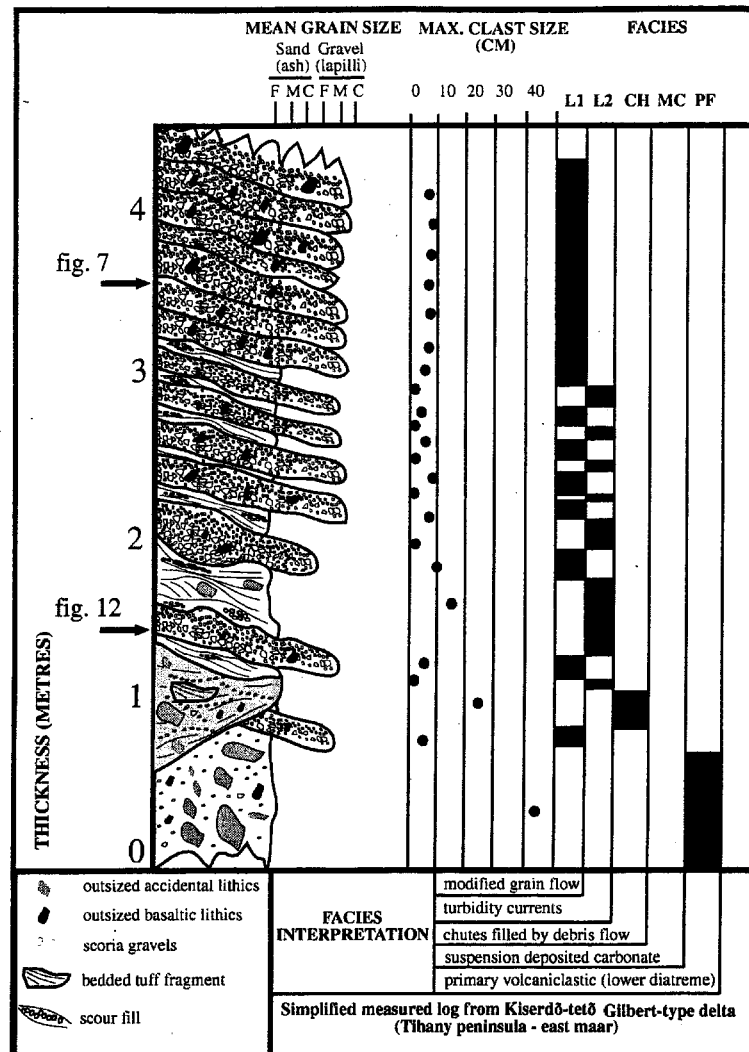 MEAN GRAIN SIZE
MAX. CLAST SIZE
(CM)
FACIES
Sand
(ash)
Gravel
(lapilli)
F M C F M C
0 10 20 30 40
L1 L2 CH MC PF
4
fig. 7
3
2
fig. 12
1
0
THICKNESS (METRES)
outsized accidental lithics
outsized basaltic lithics
scoria gravels
bedded tuff fragment
scour fill
FACIES
INTERPRETATION
modified grain flow
turbidity currents
chutes filled by debris flow
suspension deposited carbonate
primary volcaniclastic (lower diatreme)
Simplified measured log from Kiserdő-tető Gilbert-type delta
(Tihany peninsula - east maar)